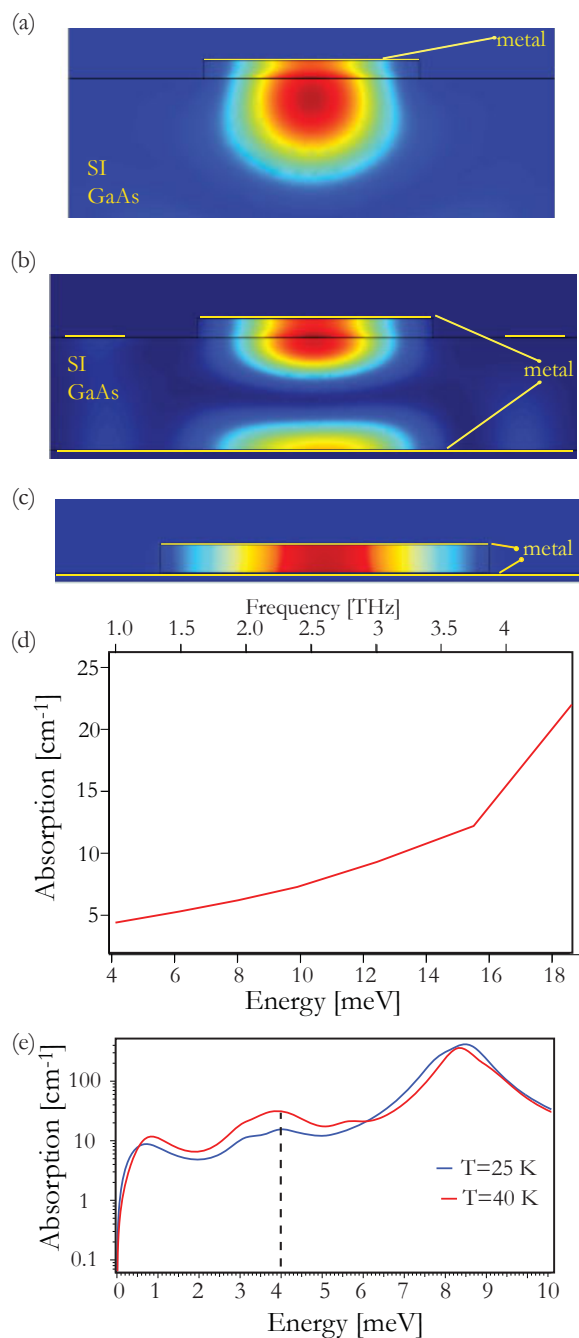 (a)
metal
SI
GaAs
(b)
SI
GaAs
metal
(c)
metal
Frequency [THz]
1.0 1.5 2.0 2.4 3.0 3.5 4
(d)
25
20
15
10
5
Absorption [cm-1]
4 6 8 10 12 14 16 18
Energy [meV]
(e)
100
10
1
0.1
Absorption [cm-1]
T=25 K
T=40 K
0 1 2 3 4 5 6 7 8 9 10
Energy [meV]